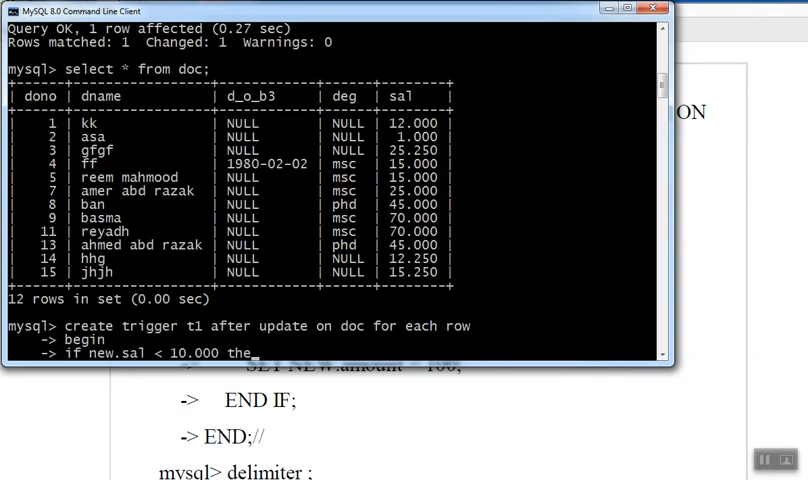 MySQL 8.0 Command Line Client
Query OK, 1 row affected (0.27 sec)
Rows matched: 1  Changed: 1  Warnings: 0
mysql> select * from doc;
+------+-----------------+------------+------+--------+
| dono | dname | d_o_b3 | deg | sal |
+------+-----------------+------------+------+--------+
| 1 | kk | NULL | NULL | 12.000 |
| 2 | asa | NULL | NULL | 1.000 |
| 3 | gfgf | NULL | NULL | 25.250 |
| 4 | ff | 1980-02-02 | msc | 15.000 |
| 5 | reem mahmood | NULL | msc | 15.000 |
| 7 | amer abd razak | NULL | msc | 25.000 |
| 8 | ban | NULL | phd | 45.000 |
| 9 | basma | NULL | msc | 70.000 |
| 11 | reyadh | NULL | msc | 70.000 |
| 13 | ahmed abd razak | NULL | phd | 45.000 |
| 14 | hhg | NULL | NULL | 12.250 |
| 15 | jhjh | NULL | NULL | 15.250 |
+------+-----------------+------------+------+--------+
12 rows in set (0.00 sec)
mysql> create trigger t1 after update on doc for each row
-> begin
-> if new.sal < 10.000 the_
ON
-> SET NEW.amount = 100;
-> END IF;
-> END;//
mysql> delimiter ;